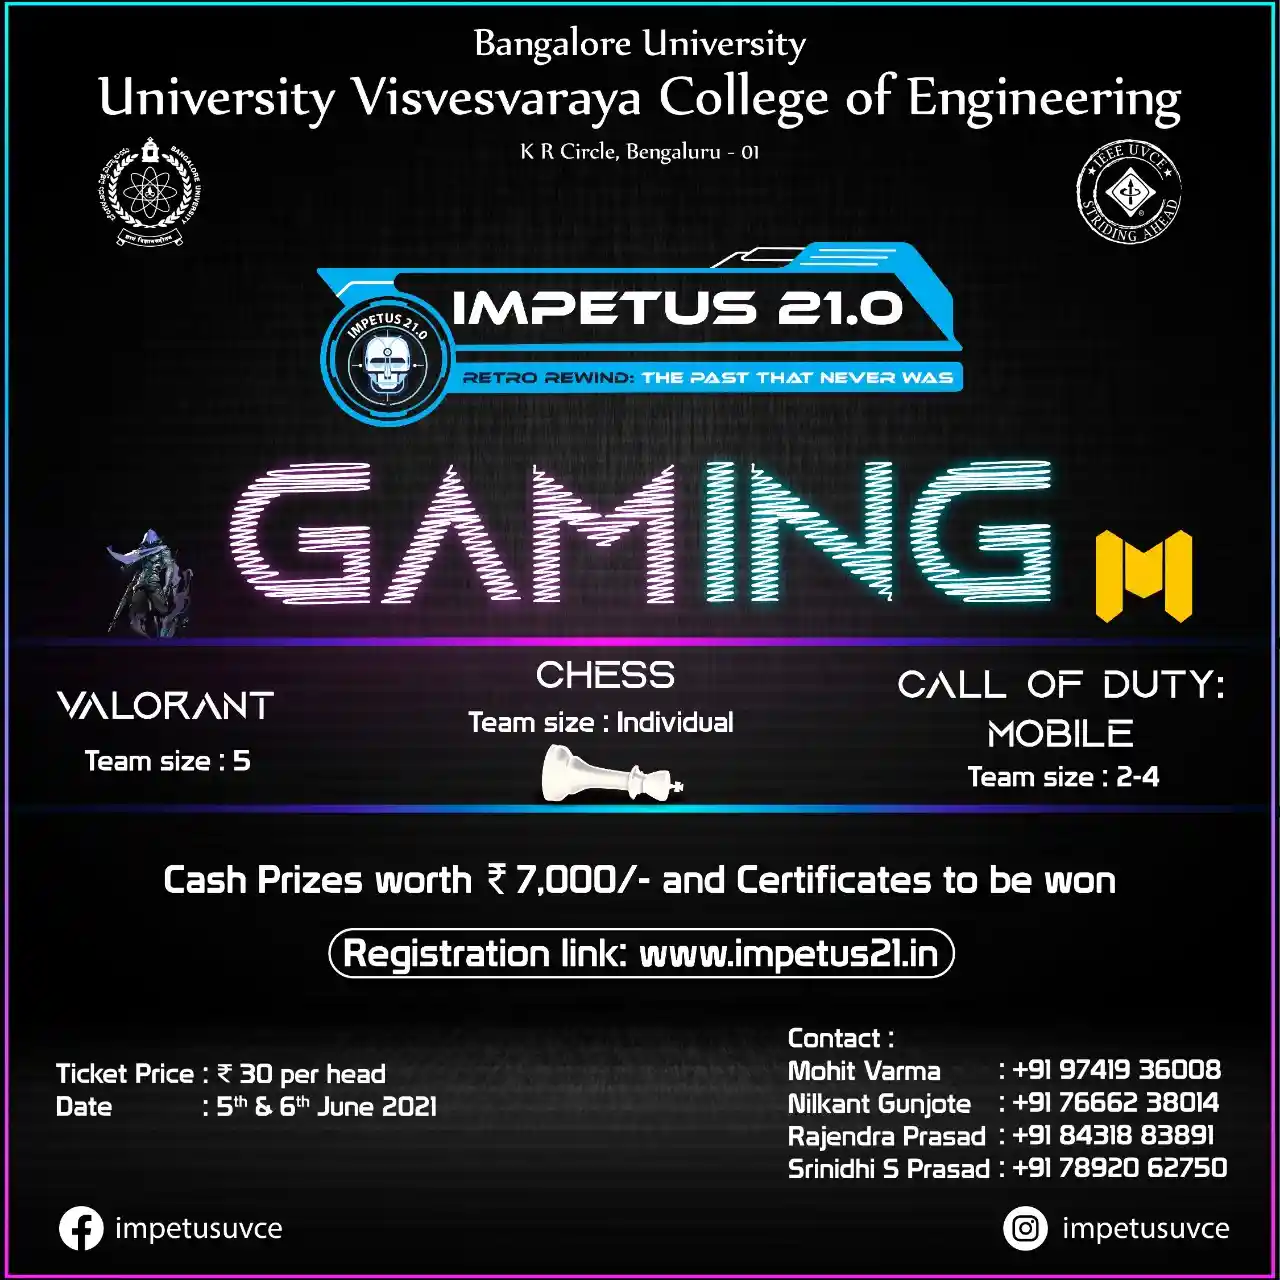 Bangalore University
University Visvesvaraya College of Engineering
K R Circle, Bengaluru - 01
BANGALORE UNIVERSITY
IEEE UVCE
STRIDING AHEAD
IMPETUS 21.0
IMPETUS 21.0
RETRO REWIND: THE PAST THAT NEVER WAS
GAMING
VALORANT
Team size : 5
CHESS
Team size : Individual
CALL OF DUTY:
MOBILE
Team size : 2-4
Cash Prizes worth ₹ 7,000/- and Certificates to be won
Registration link: www.impetus21.in
Ticket Price : ₹ 30 per head
Date : 5th & 6th June 2021
Contact :
Mohit Varma : +91 97419 36008
Nilkant Gunjote : +91 76662 38014
Rajendra Prasad : +91 84318 83891
Srinidhi S Prasad : +91 78920 62750
impetusuvce
impetusuvce